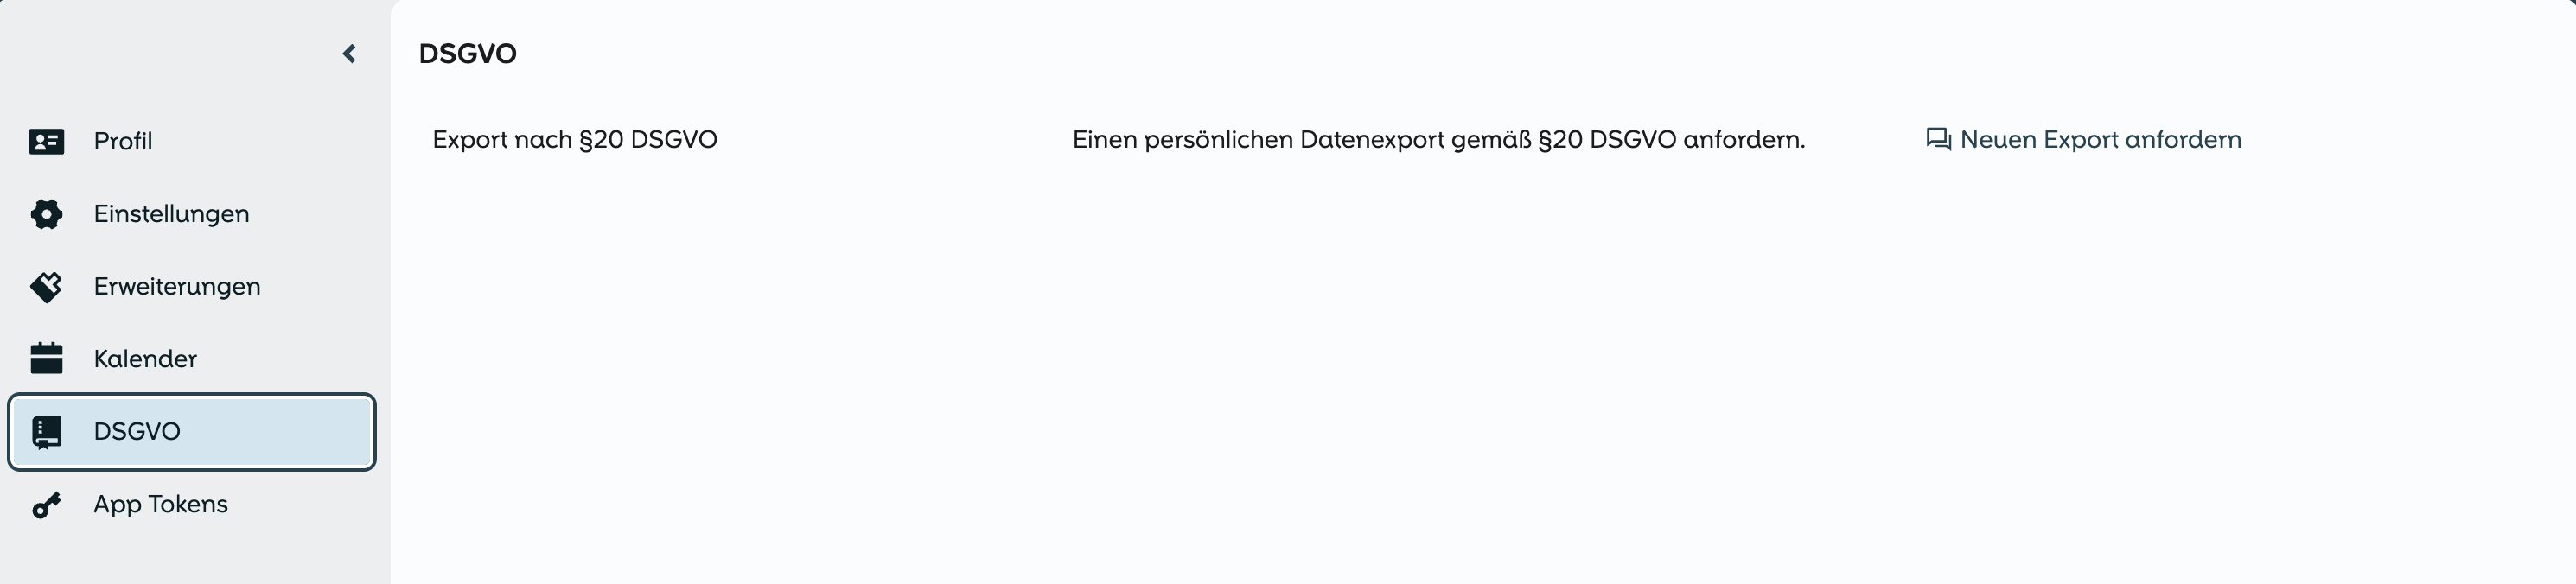 DSGVO
Export nach §20 DSGVO
Einen persönlichen Datenexport gemäß §20 DSGVO anfordern.
Neuen Export anfordern
Profil
Einstellungen
Erweiterungen
Kalender
DSGVO
App Tokens